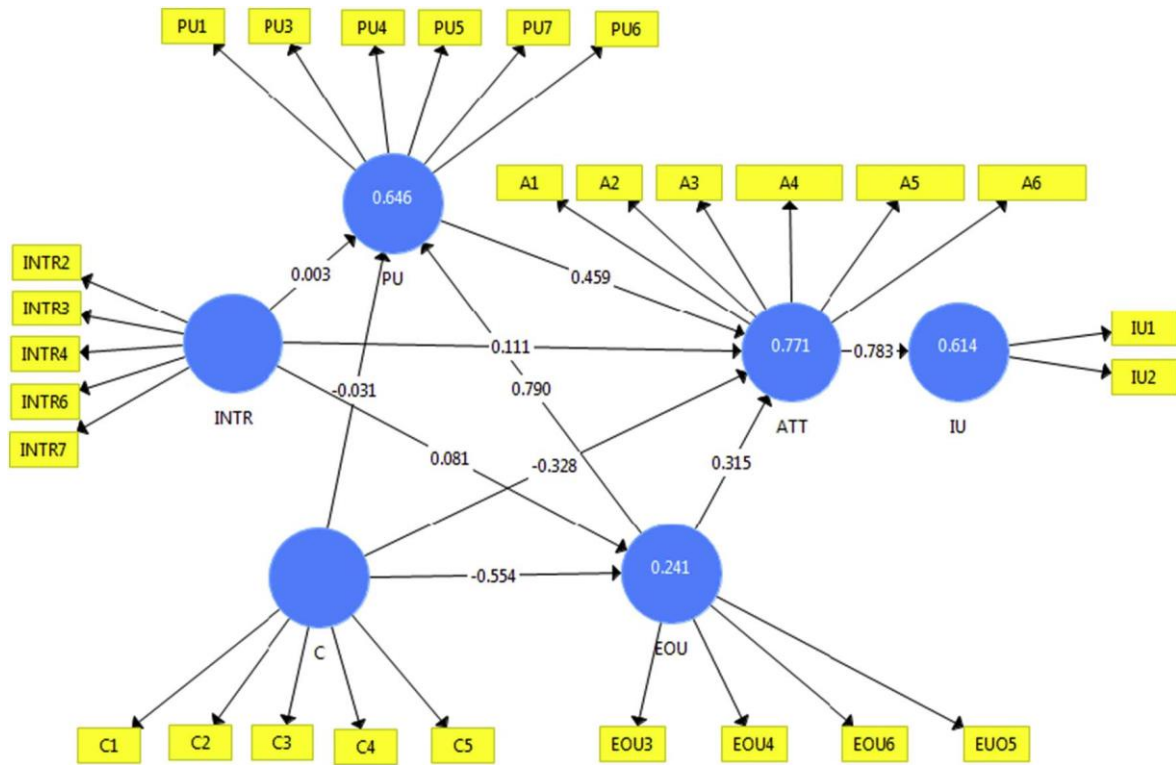 PU1
PU3
PU4
PU5
PU7
PU6
0.646
PU
A1
A2
A3
A4
A5
A6
INTR2
INTR3
INTR4
INTR6
INTR7
INTR
0.003
0.459
0.111
0.771
ATT
-0.783
0.614
IU
IU1
IU2
-0.031
0.790
0.081
-0.328
0.315
-0.554
0.241
EOU
C
C1
C2
C3
C4
C5
EOU3
EOU4
EOU6
EUO5